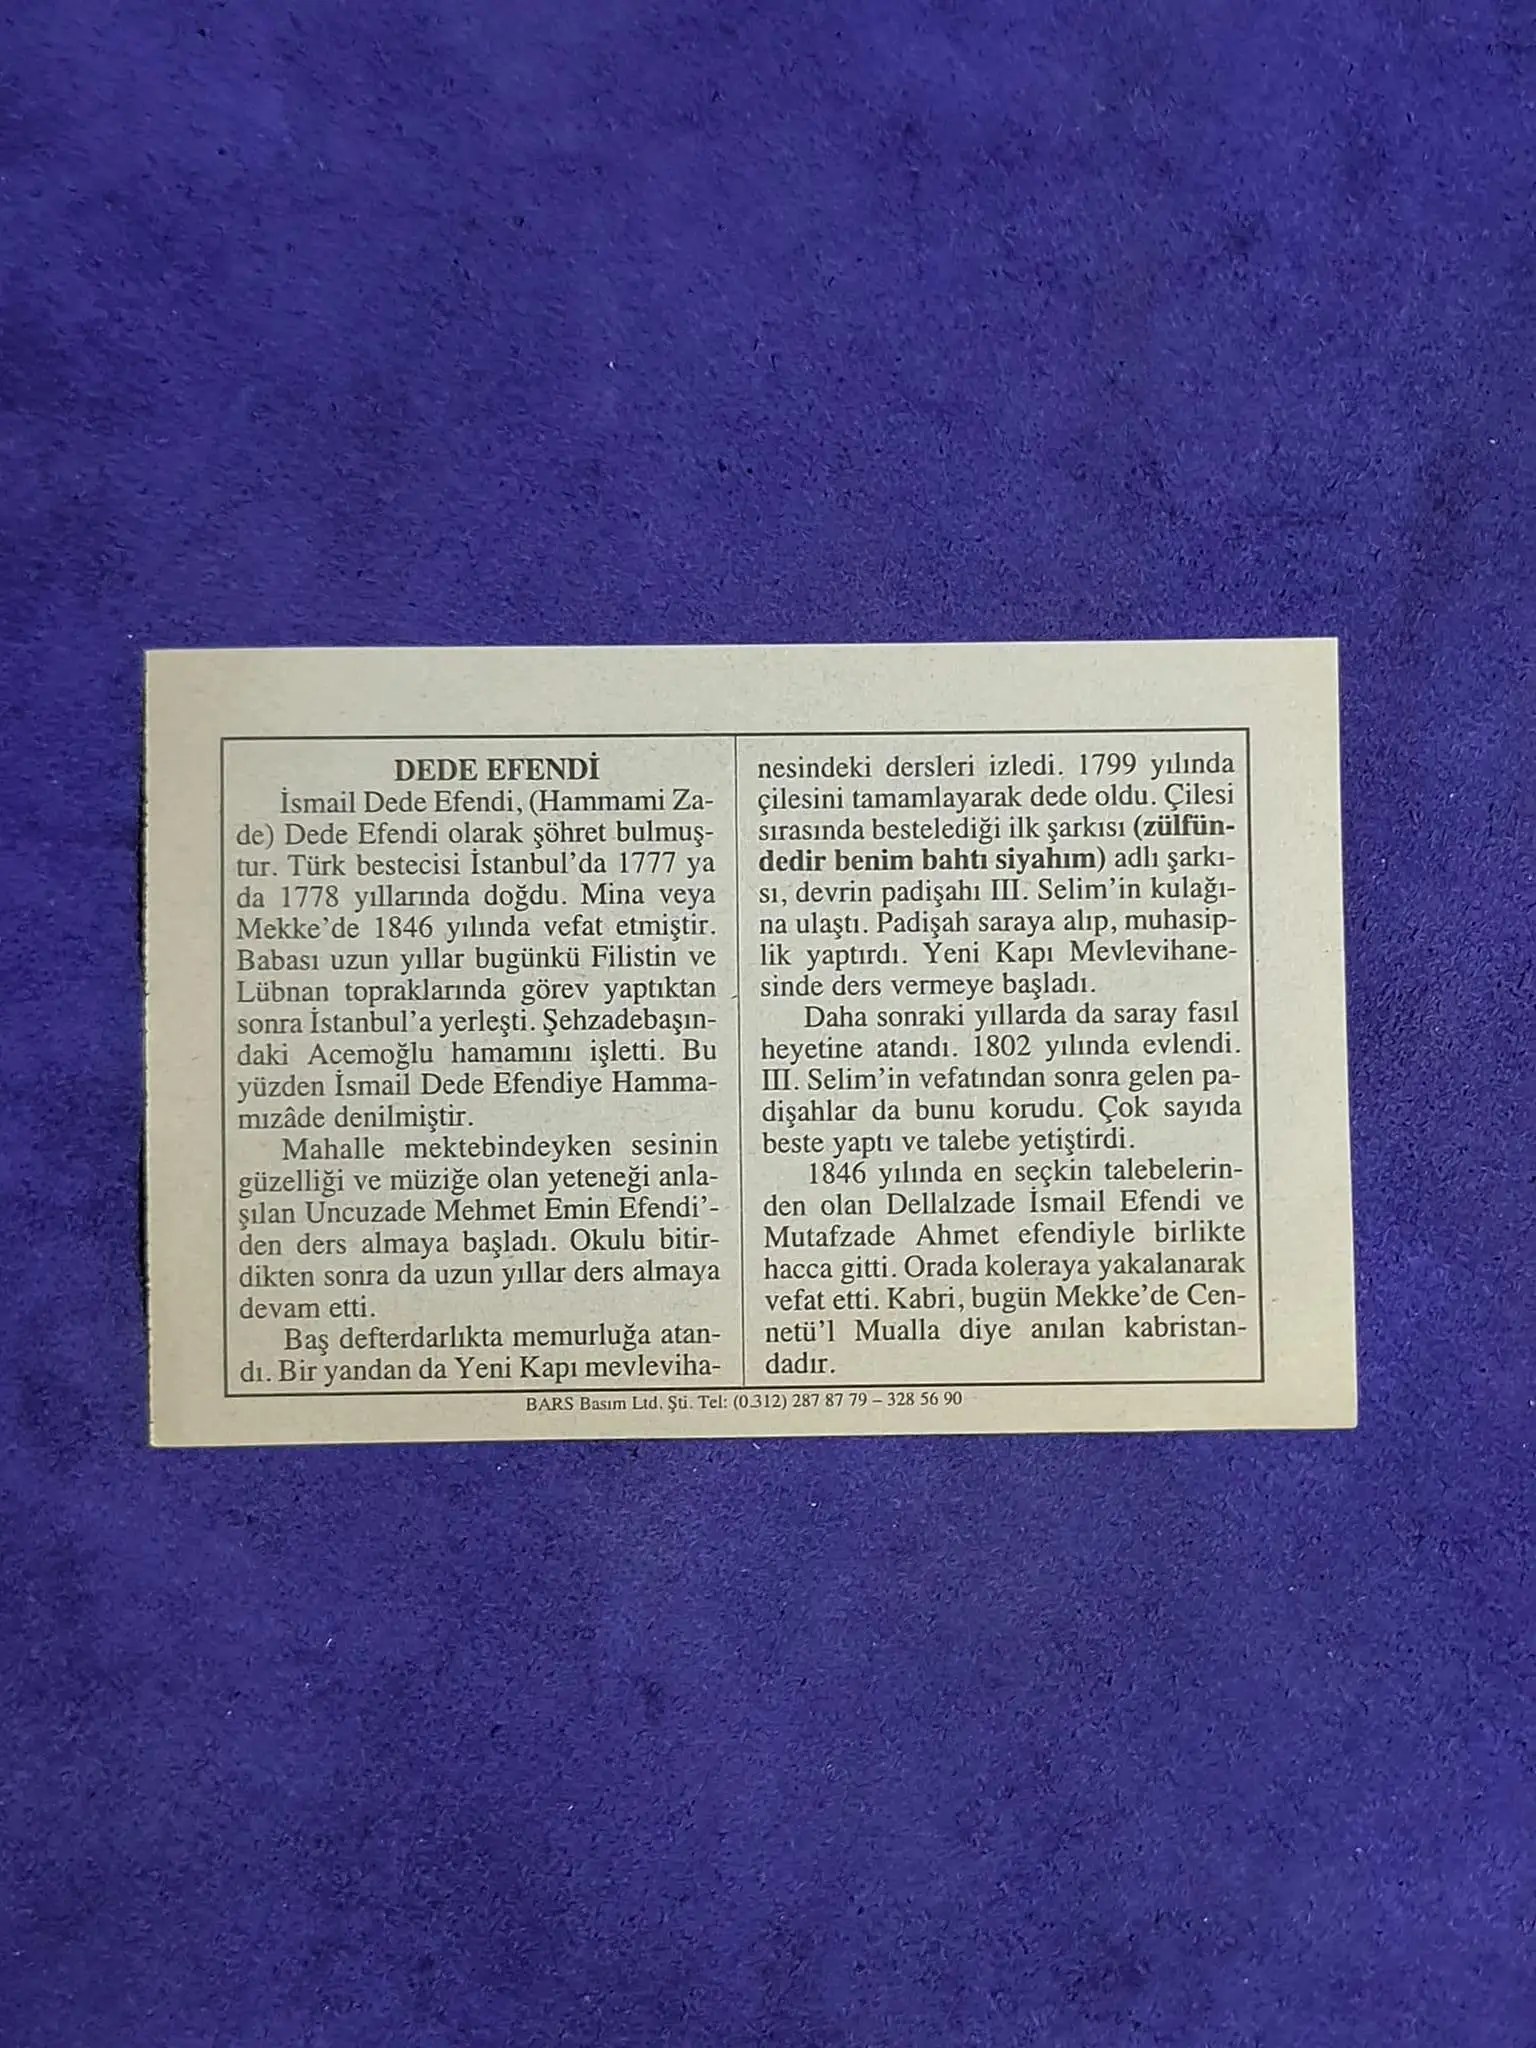 DEDE EFENDİ
İsmail Dede Efendi, (Hammami Za-
de) Dede Efendi olarak şöhret bulmuş-
tur. Türk bestecisi İstanbul'da 1777 ya
da 1778 yıllarında doğdu. Mina veya
Mekke'de 1846 yılında vefat etmiştir.
Babası uzun yıllar bugünkü Filistin ve
Lübnan topraklarında görev yaptıktan
sonra İstanbul'a yerleşti. Şehzadebaşın-
daki Acemoğlu hamamını işletti. Bu
yüzden İsmail Dede Efendiye Hamma-
mızâde denilmiştir.
Mahalle mektebindeyken sesinin
güzelliği ve müziğe olan yeteneği anla-
şılan Uncuzade Mehmet Emin Efendi'-
den ders almaya başladı. Okulu bitir-
dikten sonra da uzun yıllar ders almaya
devam etti.
Baş defterdarlıkta memurluğa atan-
dı. Bir yandan da Yeni Kapı mevleviha-
nesindeki dersleri izledi. 1799 yılında
çilesini tamamlayarak dede oldu. Çilesi
sırasında bestelediği ilk şarkısı (zülfün-
dedir benim bahtı siyahım) adlı şarkı-
sı, devrin padişahı III. Selim'in kulağı-
na ulaştı. Padişah saraya alıp, muhasip-
lik yaptırdı. Yeni Kapı Mevlevihane-
sinde ders vermeye başladı.
Daha sonraki yıllarda da saray fasıl
heyetine atandı. 1802 yılında evlendi.
III. Selim'in vefatından sonra gelen pa-
dişahlar da bunu korudu. Çok sayıda
beste yaptı ve talebe yetiştirdi.
1846 yılında en seçkin talebelerin-
den olan Dellalzade İsmail Efendi ve
Mutafzade Ahmet efendiyle birlikte
hacca gitti. Orada koleraya yakalanarak
vefat etti. Kabri, bugün Mekke'de Cen-
netü'l Mualla diye anılan kabristan-
dadır.
BARS Basım Ltd. Şti. Tel: (0.312) 287 87 79 – 328 56 90